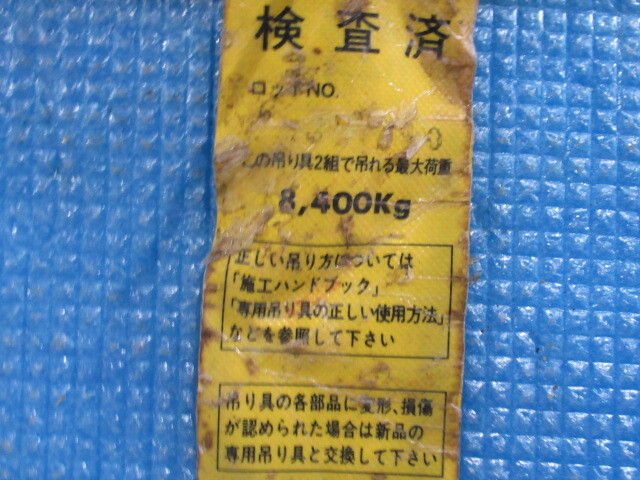 検査済
ロットNO.
の吊り具2組で吊れる最大荷重
8,400Kg
正しい吊り方については
「施工ハンドブック」
「専用吊り具の正しい使用方法」
などを参照して下さい
吊り具の各部品に変形、損傷
が認められた場合は新品の
専用吊り具と交換して下さい